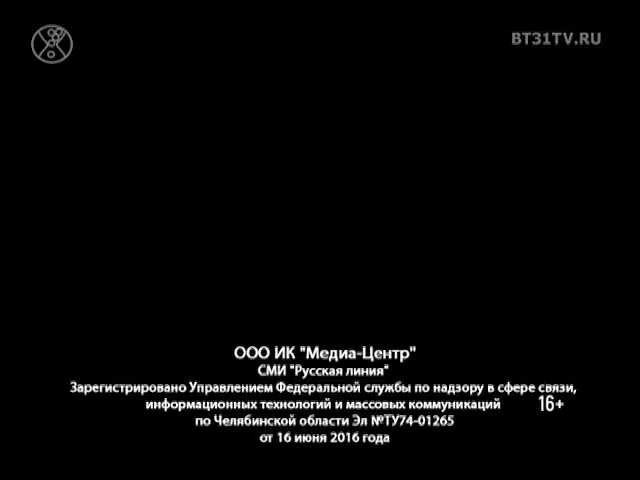 BT31TV.RU
ООО ИК "Медиа-Центр"
СМИ "Русская линия"
Зарегистрировано Управлением Федеральной службы по надзору в сфере связи,
информационных технологий и массовых коммуникаций
16+
по Челябинской области Эл №ТУ74-01265
от 16 июня 2016 года